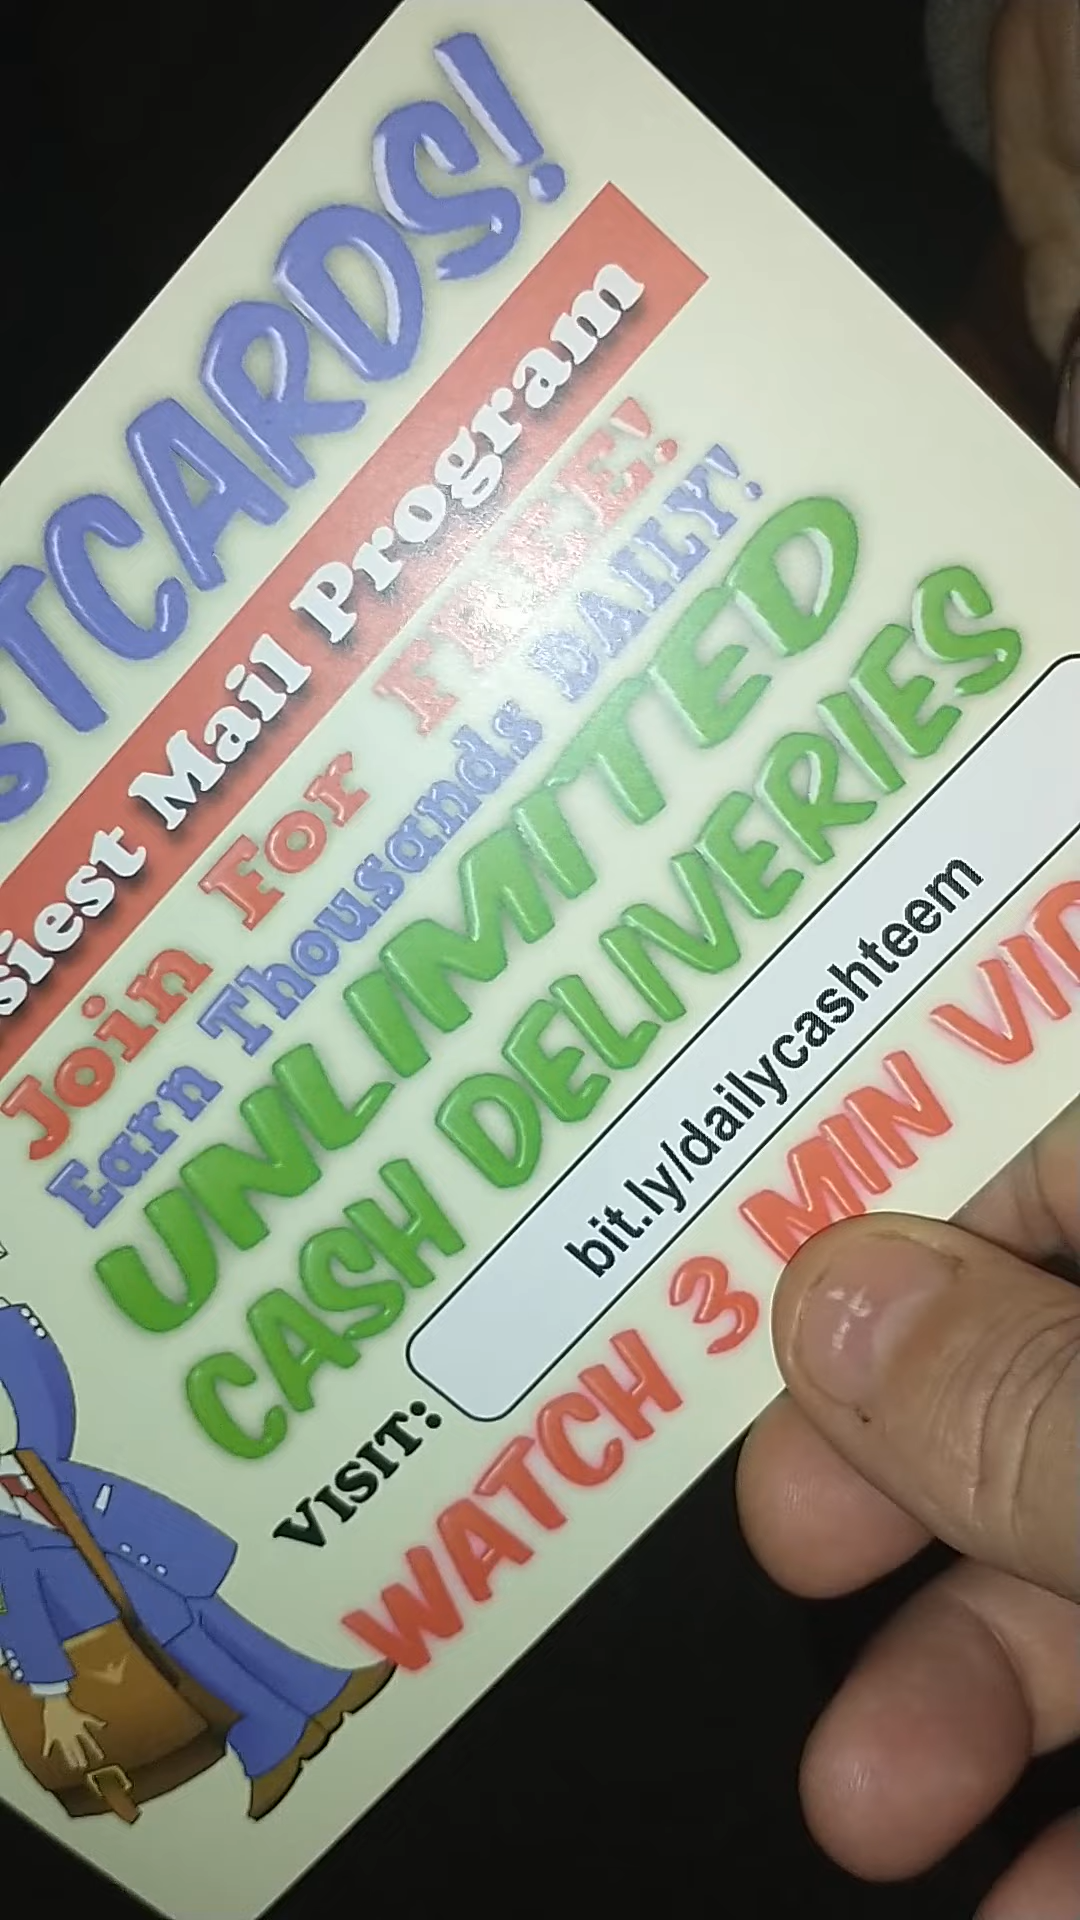 STCARDS!
siest Mail Program
Join For FREE!
Earn Thousands DAILY!
UNLIMITED
CASH DELIVERIES
VISIT: bit.ly/dailycashteem
WATCH 3 MIN VID